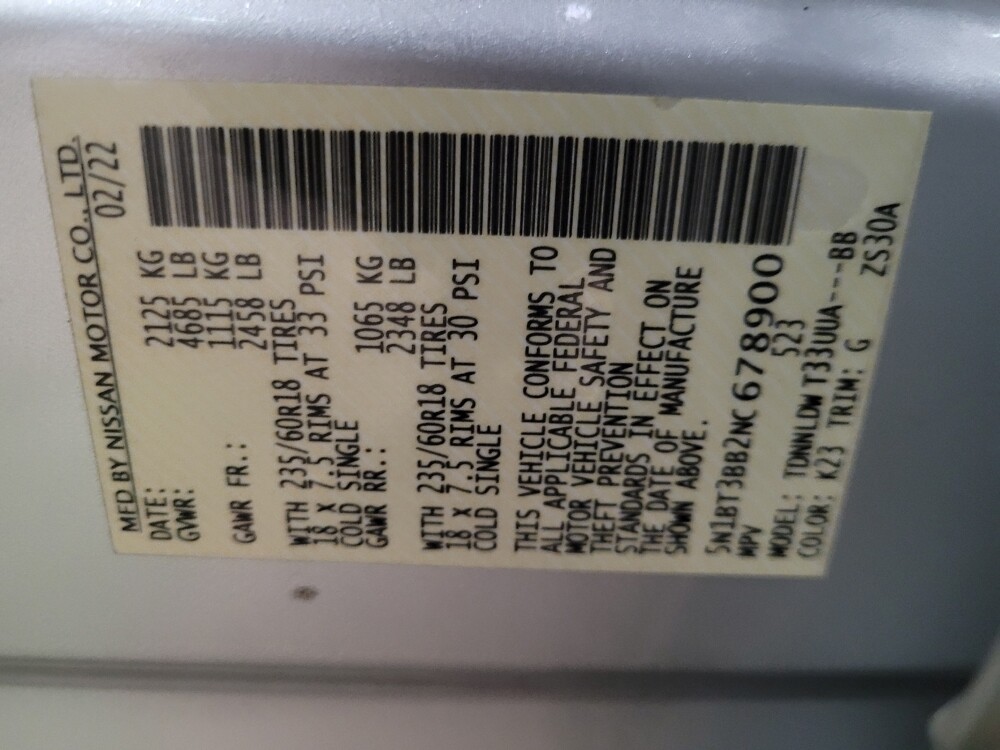 MFD BY NISSAN MOTOR CO., LTD.
DATE: 02/22
GVWR: 2125 KG
4685 LB
GAWR FR.: 1115 KG
2458 LB
WITH 235/60R18 TIRES
18 X 7.5 RIMS AT 33 PSI
COLD SINGLE
GAWR RR.: 1065 KG
2348 LB
WITH 235/60R18 TIRES
18 X 7.5 RIMS AT 30 PSI
COLD SINGLE
THIS VEHICLE CONFORMS TO
ALL APPLICABLE FEDERAL
MOTOR VEHICLE SAFETY AND
THEFT PREVENTION
STANDARDS IN EFFECT ON
THE DATE OF MANUFACTURE
SHOWN ABOVE.
5N1BT3BB2NC678900
MPV 523
MODEL: TDNNLDW T33UUA---BB
COLOR: K23 TRIM: G ZS30A